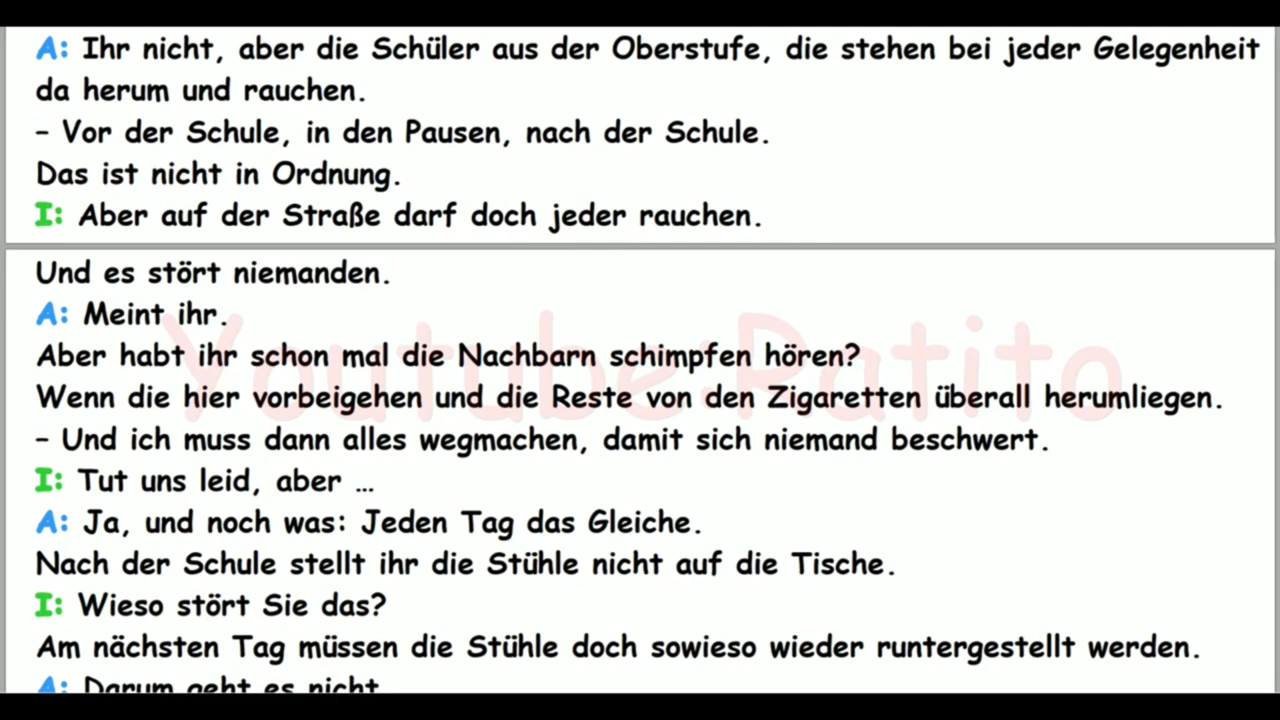 A: Ihr nicht, aber die Schüler aus der Oberstufe, die stehen bei jeder Gelegenheit
da herum und rauchen.
– Vor der Schule, in den Pausen, nach der Schule.
Das ist nicht in Ordnung.
I: Aber auf der Straße darf doch jeder rauchen.
Und es stört niemanden.
A: Meint ihr.
Youtube:Patito
Aber habt ihr schon mal die Nachbarn schimpfen hören?
Wenn die hier vorbeigehen und die Reste von den Zigaretten überall herumliegen.
– Und ich muss dann alles wegmachen, damit sich niemand beschwert.
I: Tut uns leid, aber …
A: Ja, und noch was: Jeden Tag das Gleiche.
Nach der Schule stellt ihr die Stühle nicht auf die Tische.
I: Wieso stört Sie das?
Am nächsten Tag müssen die Stühle doch sowieso wieder runtergestellt werden.
A: Darum geht es nicht